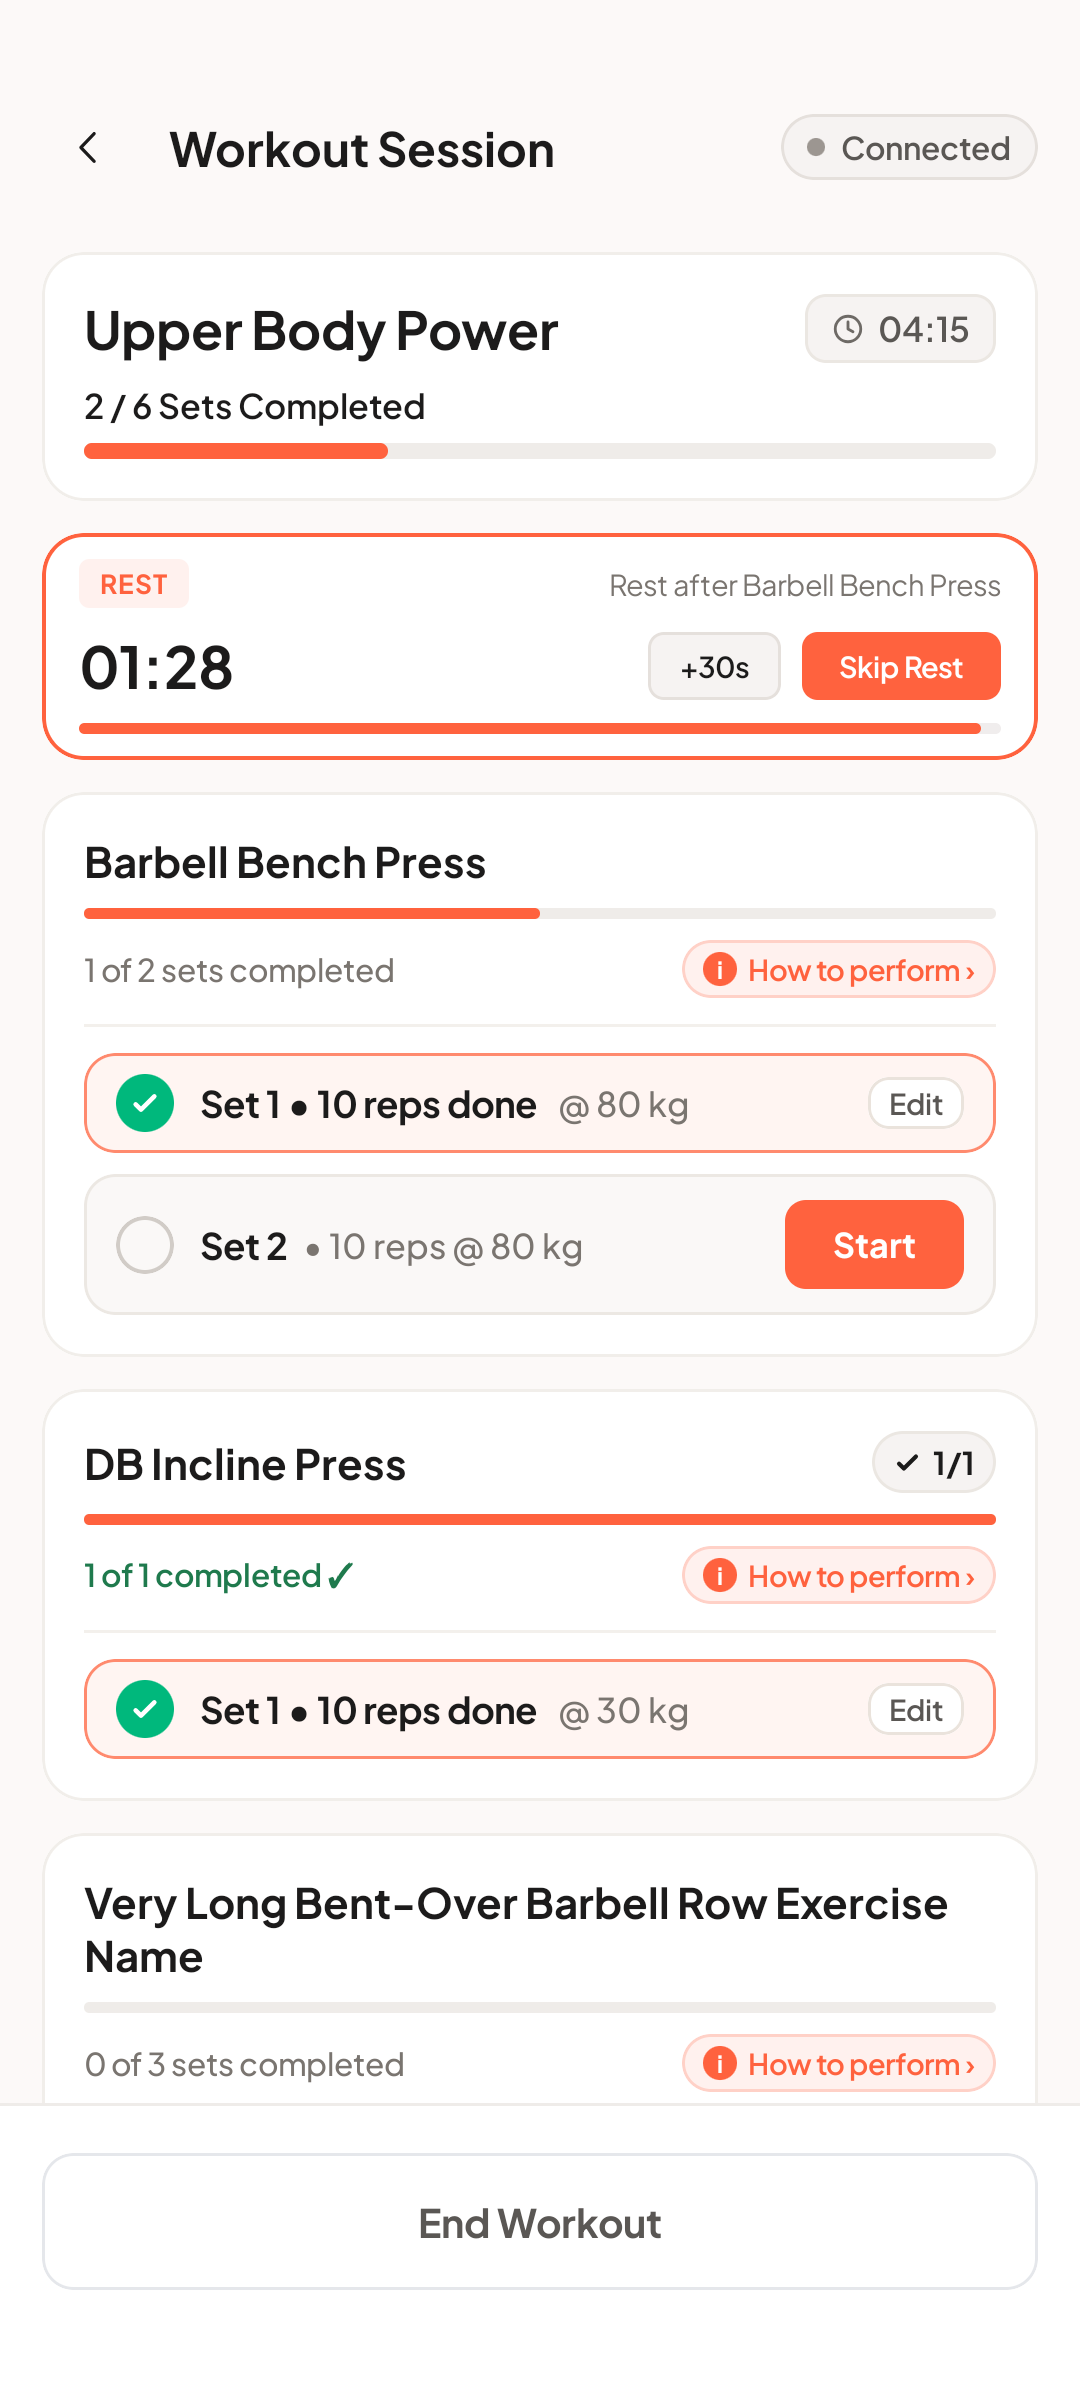 Workout Session
Connected
Upper Body Power
04:15
2 / 6 Sets Completed
REST
Rest after Barbell Bench Press
01:28
+30s
Skip Rest
Barbell Bench Press
1 of 2 sets completed
i How to perform ›
Set 1 • 10 reps done @ 80 kg
Edit
Set 2 • 10 reps @ 80 kg
Start
DB Incline Press
✓ 1/1
1 of 1 completed ✓
i How to perform ›
Set 1 • 10 reps done @ 30 kg
Edit
Very Long Bent-Over Barbell Row Exercise
Name
0 of 3 sets completed
i How to perform ›
End Workout